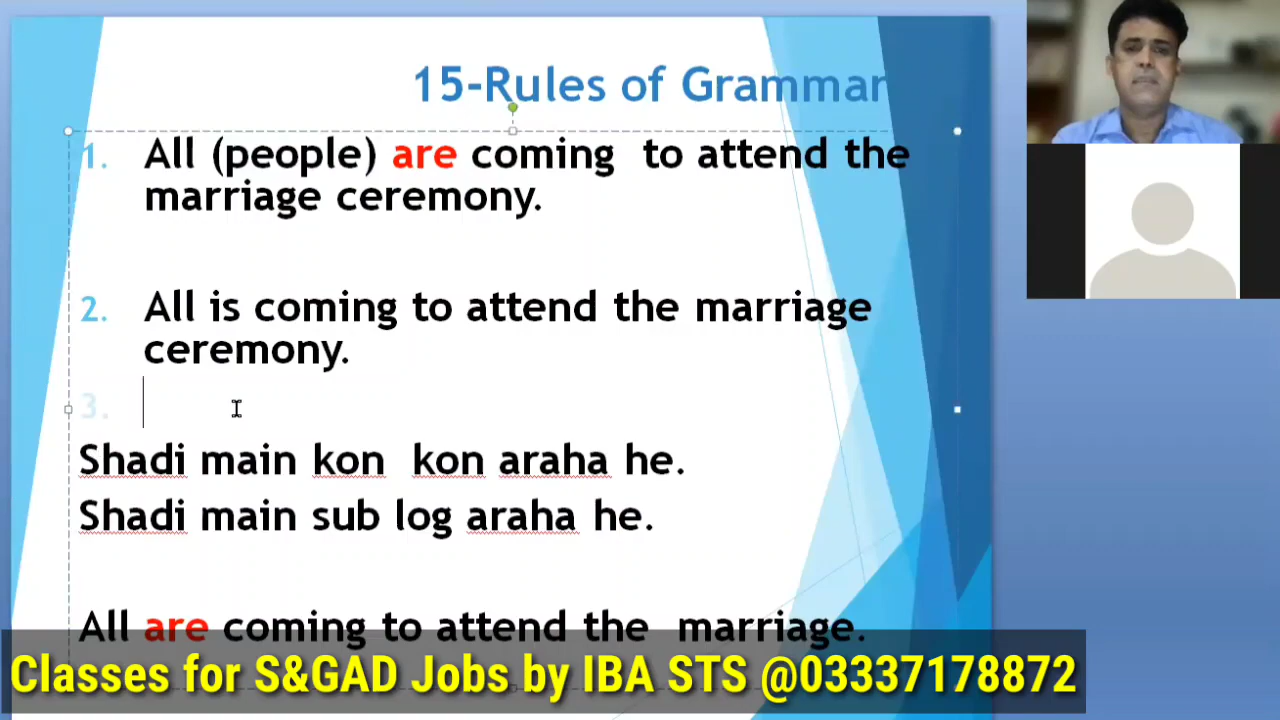 15-Rules of Grammar
1. All (people) are coming to attend the
marriage ceremony.
2. All is coming to attend the marriage
ceremony.
3.
Shadi main kon kon araha he.
Shadi main sub log araha he.
All are coming to attend the marriage.
Classes for S&GAD Jobs by IBA STS @03337178872